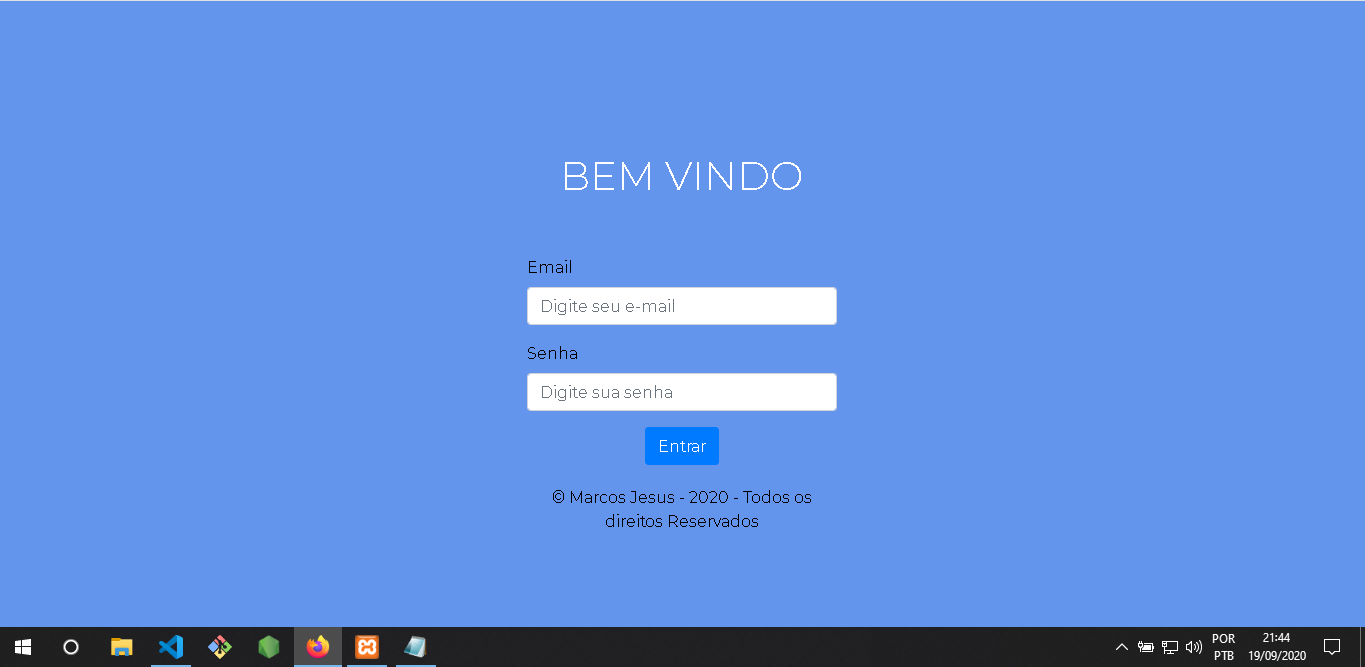 BEM VINDO
Email
Digite seu e-mail
Senha
Digite sua senha
Entrar
© Marcos Jesus - 2020 - Todos os
direitos Reservados
POR
PTB
21:44
19/09/2020